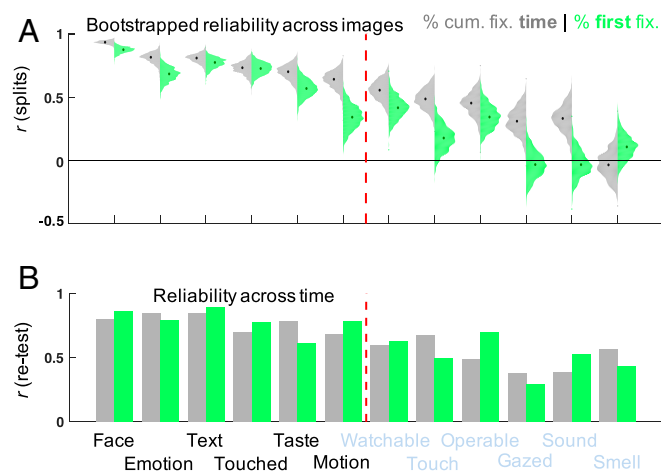 A
Bootstrapped reliability across images
% cum. fix. time | % first fix.
r (splits)
1
0.5
0
-0.5
B
Reliability across time
r (re-test)
1
0.5
0
Face
Text
Taste
Watchable
Operable
Sound
Emotion
Touched
Motion
Touch
Gazed
Smell